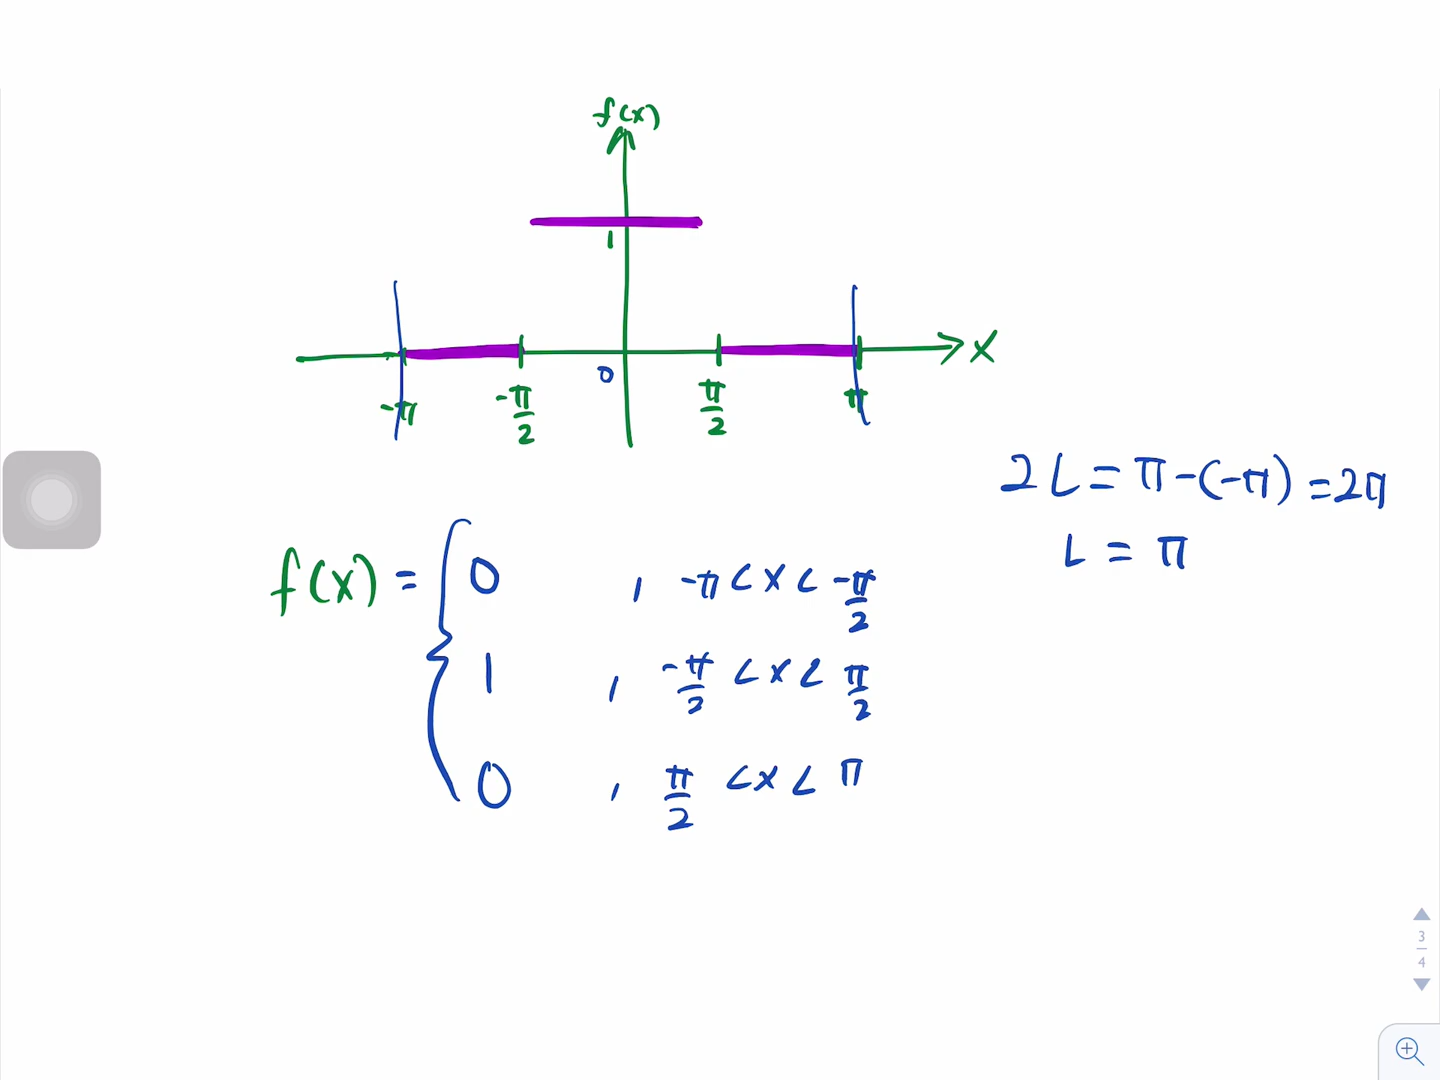 f(x)
1
0
x
-π
-π/2
π/2
π
2L = π-(-π) = 2π
L = π
f(x) = { 0 , -π < x < -π/2
1 , -π/2 < x < π/2
0 , π/2 < x < π
3
4